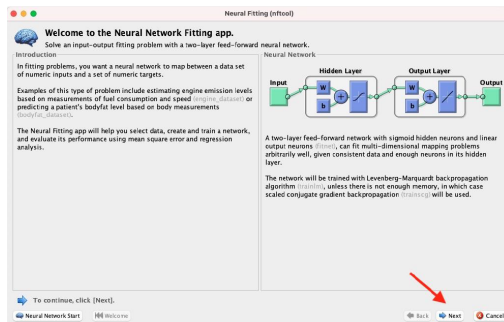 Neural Fitting (nftool)
Welcome to the Neural Network Fitting app.
Solve an input-output fitting problem with a two-layer feed-forward neural network.
Introduction
In fitting problems, you want a neural network to map between a data set
of numeric inputs and a set of numeric targets.
Examples of this type of problem include estimating engine emission levels
based on measurements of fuel consumption and speed (engine_dataset) or
predicting a patient's bodyfat level based on body measurements
(bodyfat_dataset).
The Neural Fitting app will help you select data, create and train a network,
and evaluate its performance using mean square error and regression
analysis.
Neural Network
Hidden Layer
Output Layer
Input
Output
W
b
+
W
b
+
A two-layer feed-forward network with sigmoid hidden neurons and linear
output neurons (fitnet), can fit multi-dimensional mapping problems
arbitrarily well, given consistent data and enough neurons in its hidden
layer.
The network will be trained with Levenberg-Marquardt backpropagation
algorithm (trainlm), unless there is not enough memory, in which case
scaled conjugate gradient backpropagation (trainscg) will be used.
To continue, click [Next].
Neural Network Start
Welcome
Back
Next
Cancel